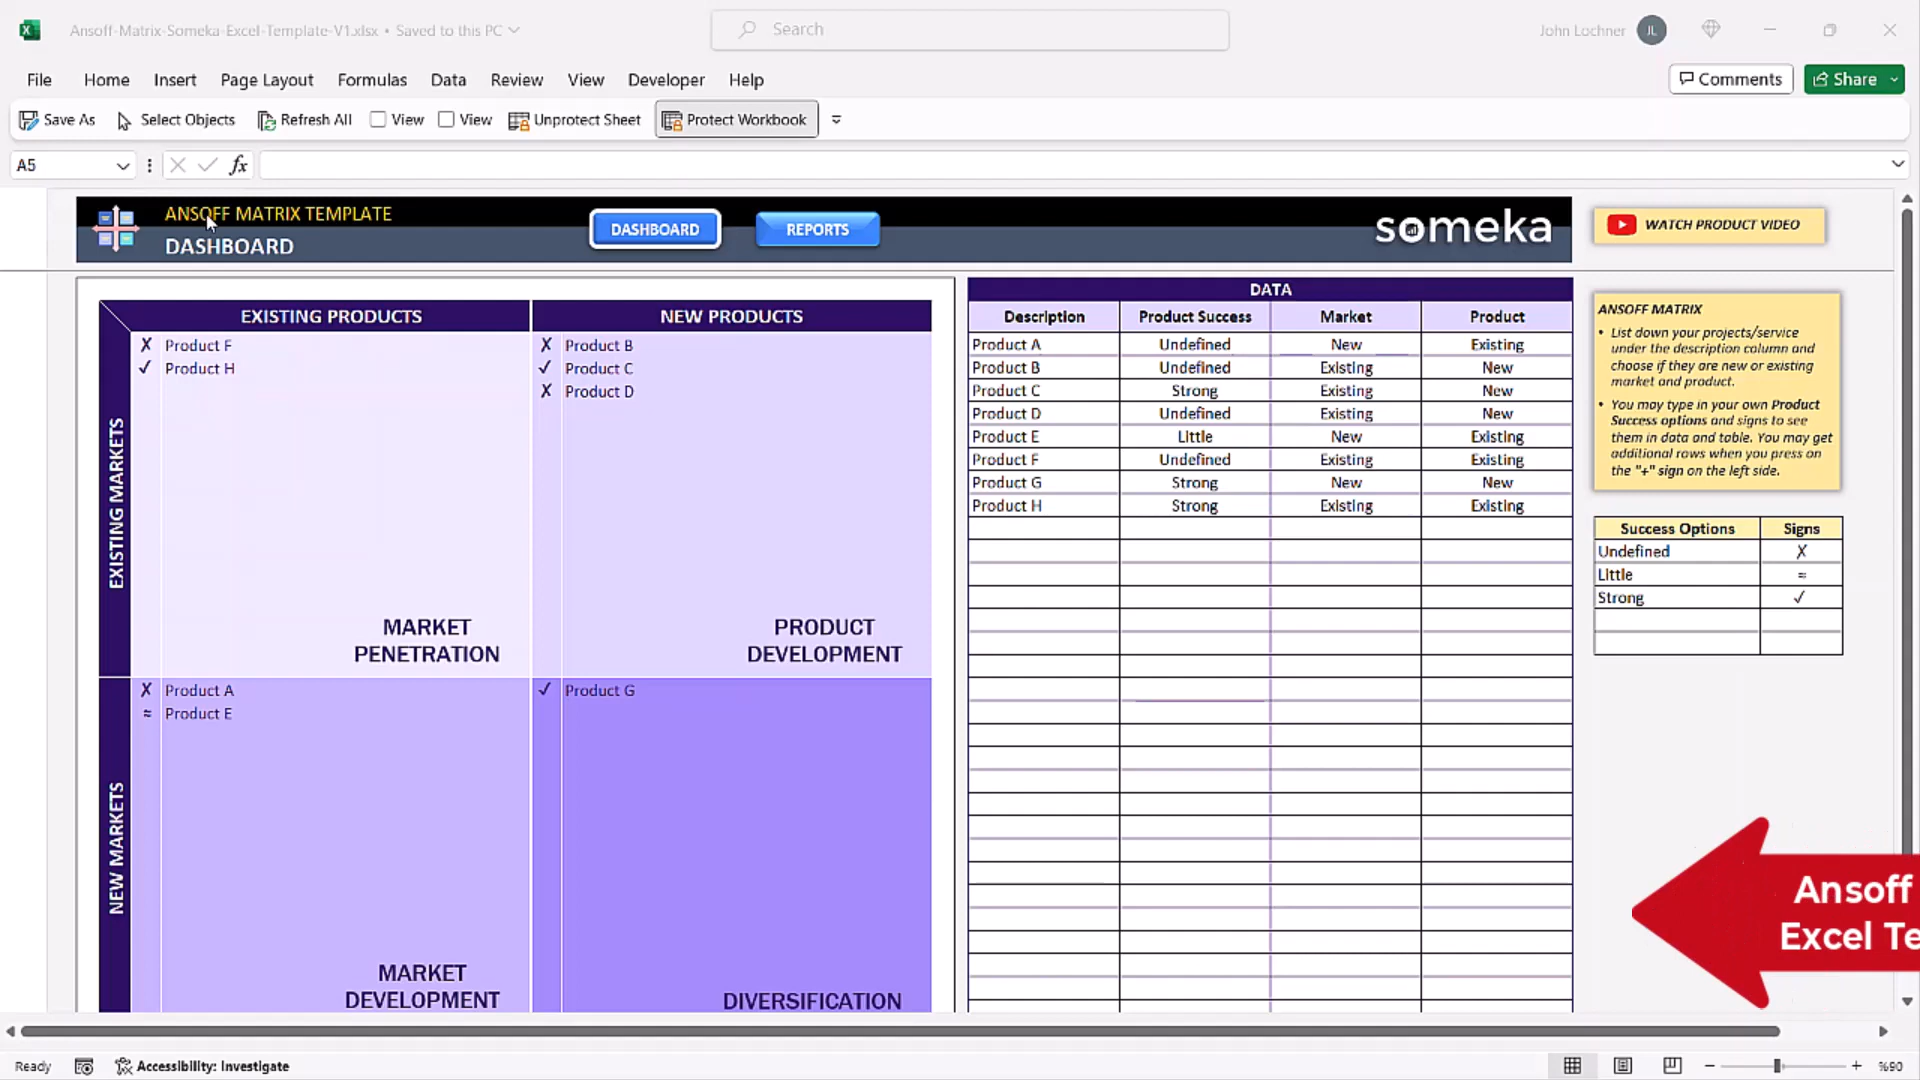 Ansoff-Matrix-Someka-Excel-Template-V1.xlsx • Saved to this PC
Search
John Lochner
JL
File
Home
Insert
Page Layout
Formulas
Data
Review
View
Developer
Help
Comments
Share
Save As
Select Objects
Refresh All
View
View
Unprotect Sheet
Protect Workbook
A5
fx
ANSOFF MATRIX TEMPLATE
DASHBOARD
DASHBOARD
REPORTS
someka
WATCH PRODUCT VIDEO
EXISTING PRODUCTS
NEW PRODUCTS
EXISTING MARKETS
✗ Product F
✓ Product H
MARKET
PENETRATION
✗ Product B
✓ Product C
✗ Product D
PRODUCT
DEVELOPMENT
NEW MARKETS
✗ Product A
≈ Product E
MARKET
DEVELOPMENT
✓ Product G
DIVERSIFICATION
DATA
Description Product Success Market Product
Product A Undefined New Existing
Product B Undefined Existing New
Product C Strong Existing New
Product D Undefined Existing New
Product E Little New Existing
Product F Undefined Existing Existing
Product G Strong New New
Product H Strong Existing Existing
ANSOFF MATRIX
• List down your projects/service
under the description column and
choose if they are new or existing
market and product.
• You may type in your own Product
Success options and signs to see
them in data and table. You may get
additional rows when you press on
the "+" sign on the left side.
Success Options Signs
Undefined ✗
Little ≈
Strong ✓
Ansoff
Excel Te
Ready
Accessibility: Investigate
%90